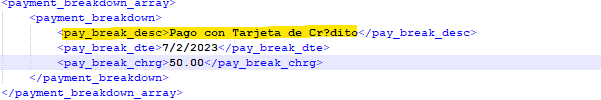 <payment_breakdown_array>
<payment_breakdown>
<pay_break_desc>Pago con Tarjeta de Cr?dito</pay_break_desc>
<pay_break_dte>7/2/2023</pay_break_dte>
<pay_break_chrg>50.00</pay_break_chrg>
</payment_breakdown>
</payment_breakdown_array>